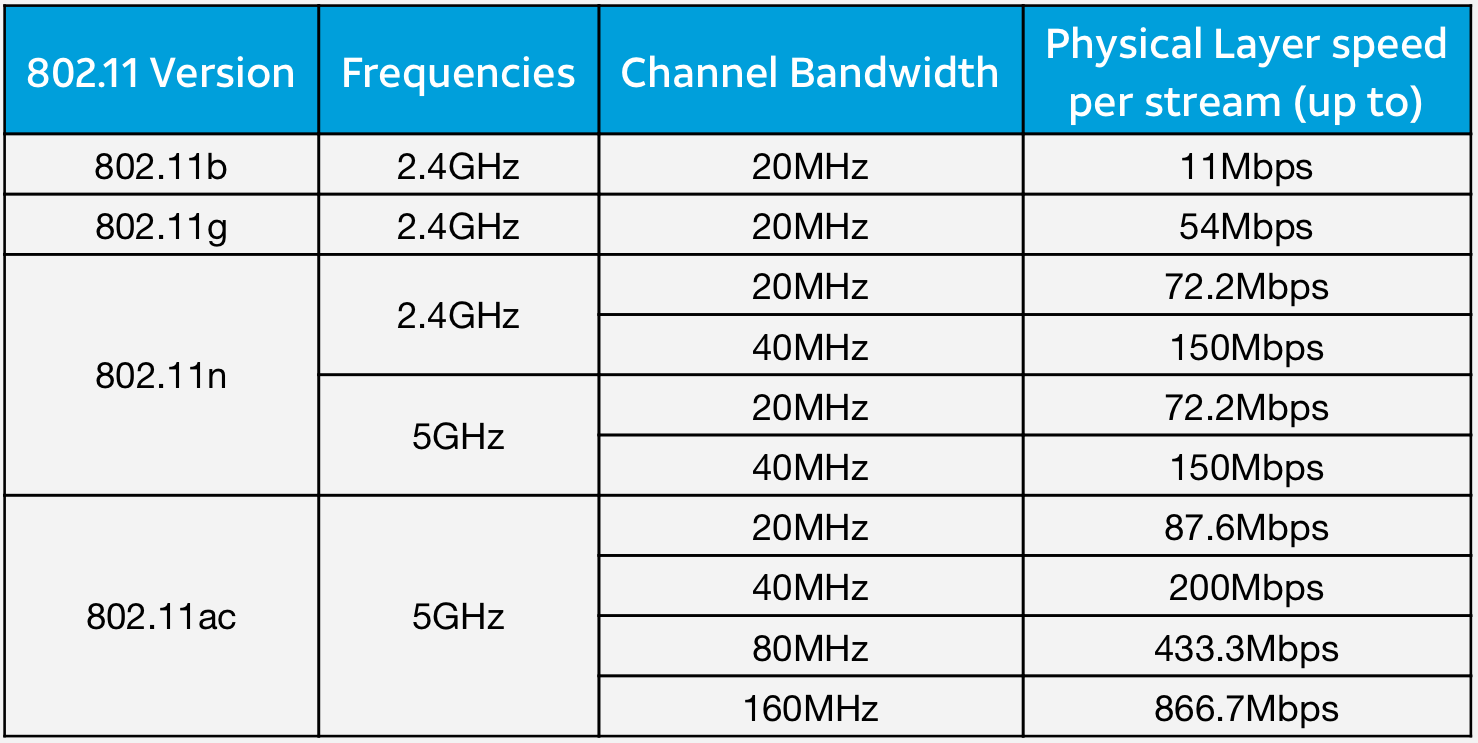 802.11 Version Frequencies Channel Bandwidth Physical Layer speed per stream (up to)
802.11b 2.4GHz 20MHz 11Mbps
802.11g 2.4GHz 20MHz 54Mbps
802.11n 2.4GHz 20MHz 72.2Mbps
40MHz 150Mbps
5GHz 20MHz 72.2Mbps
40MHz 150Mbps
802.11ac 5GHz 20MHz 87.6Mbps
40MHz 200Mbps
80MHz 433.3Mbps
160MHz 866.7Mbps